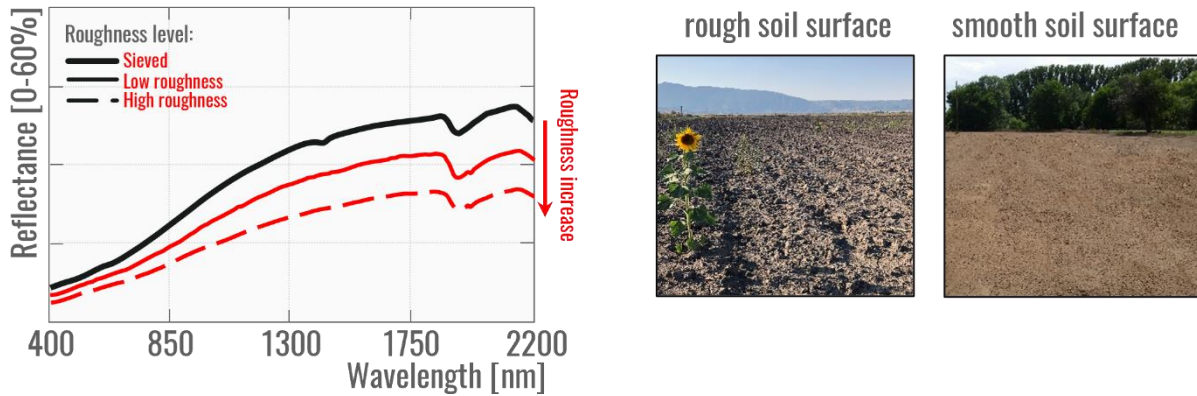 Roughness level:
Sieved
Low roughness
High roughness
Reflectance [0-60%]
Roughness increase
400 850 1300 1750 2200
Wavelength [nm]
rough soil surface
smooth soil surface